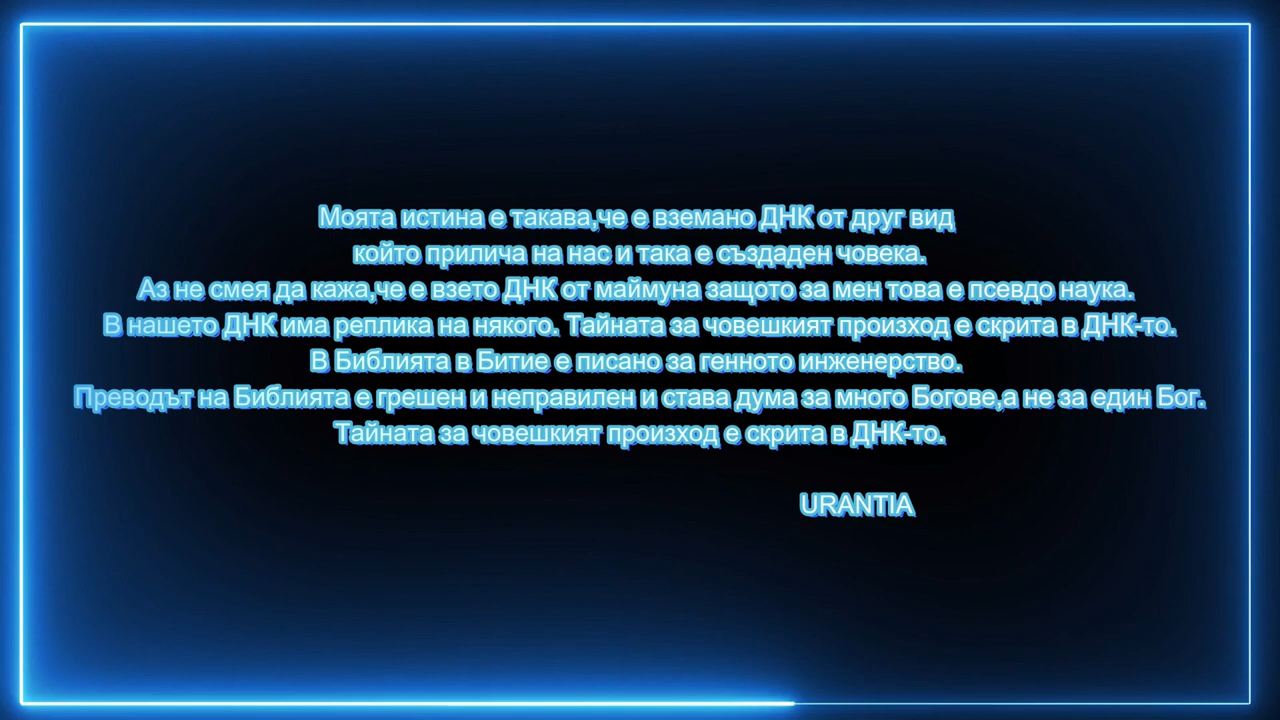 Моята истина е такава,че е вземано ДНК от друг вид
който прилича на нас и така е създаден човека.
Аз не смея да кажа,че е взето ДНК от маймуна защото за мен това е псевдо наука.
В нашето ДНК има реплика на някого. Тайната за човешкият произход е скрита в ДНК-то.
В Библията в Битие е писано за генното инженерство.
Преводът на Библията е грешен и неправилен и става дума за много Богове,а не за един Бог.
Тайната за човешкият произход е скрита в ДНК-то.
URANTIA